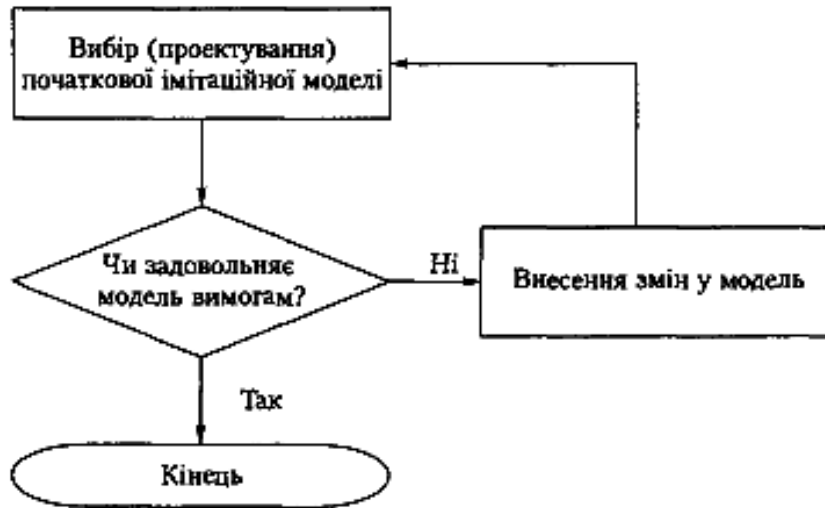 Вибір (проектування)
початкової імітаційної моделі
Чи задовольняє
модель вимогам?
Ні
Внесення змін у модель
Так
Кінець